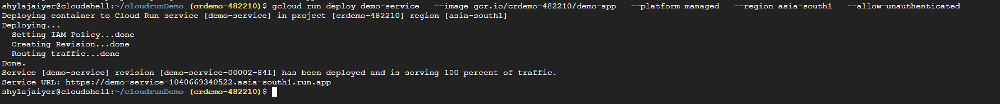 shylajaiyer@cloudshell:~/cloudrunDemo (crdemo-482210)$ gcloud run deploy demo-service   --image gcr.io/crdemo-482210/demo-app   --platform managed   --region asia-south1   --allow-unauthenticated
Deploying container to Cloud Run service [demo-service] in project [crdemo-482210] region [asia-south1]
Deploying...
  Setting IAM Policy...done
  Creating Revision...done
  Routing traffic...done
Done.
Service [demo-service] revision [demo-service-00002-84l] has been deployed and is serving 100 percent of traffic.
Service URL: https://demo-service-1040669340522.asia-south1.run.app
shylajaiyer@cloudshell:~/cloudrunDemo (crdemo-482210)$